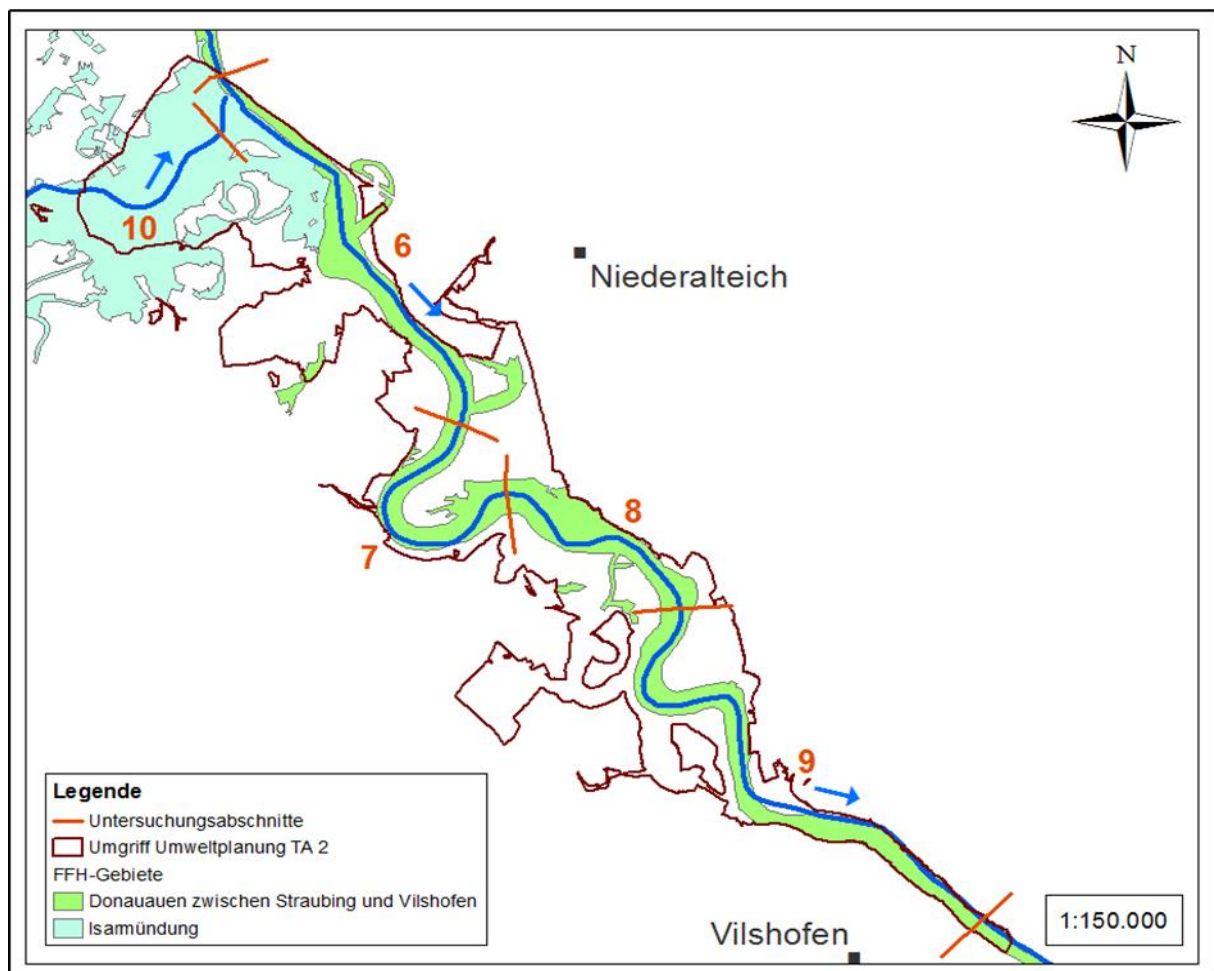 N
10
6
Niederalteich
8
7
9
Legende
Untersuchungsabschnitte
Umgriff Umweltplanung TA 2
FFH-Gebiete
Donauauen zwischen Straubing und Vilshofen
Isarmündung
Vilshofen
1:150.000